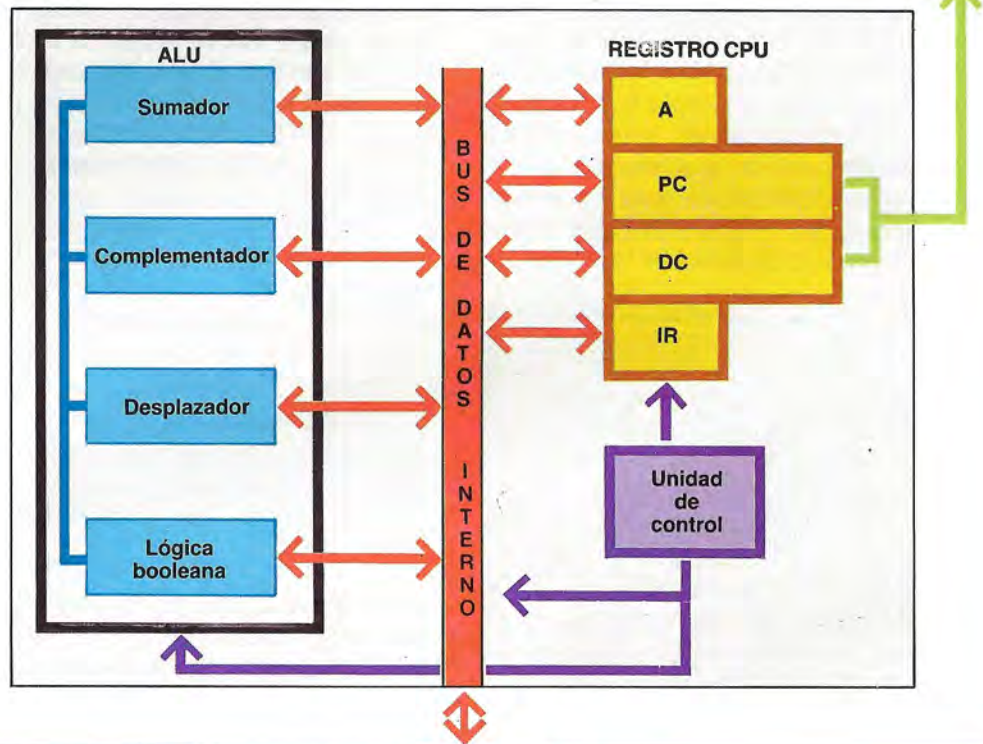 ALU
Sumador
Complementador
Desplazador
Lógica
booleana
BUS DE DATOS INTERNO
REGISTRO CPU
A
PC
DC
IR
Unidad
de
control